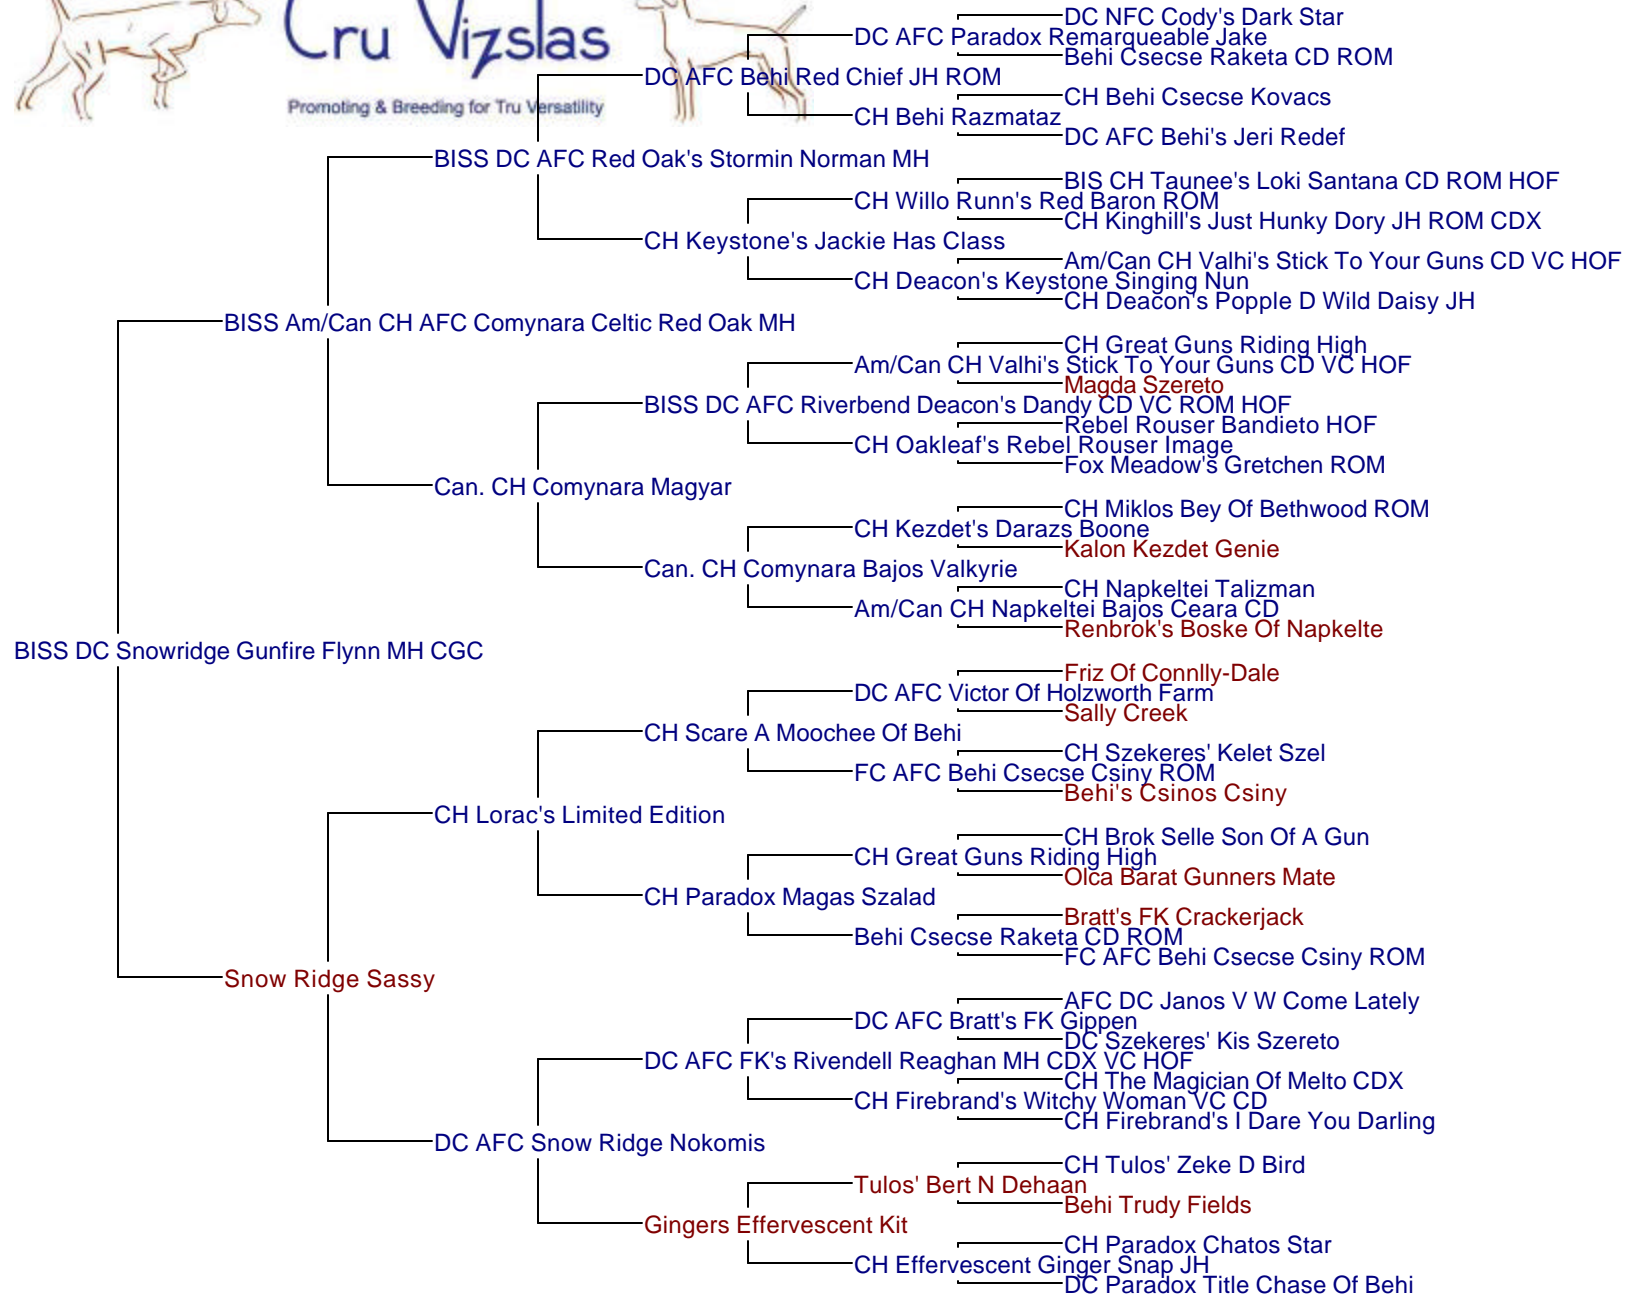 Cru Vizslas
Promoting & Breeding for Tru Versatility
DC NFC Cody's Dark Star
DC AFC Paradox Remarqueable Jake
Behi Csecse Raketa CD ROM
DC AFC Behi Red Chief JH ROM
CH Behi Csecse Kovacs
CH Behi Razmataz
DC AFC Behi's Jeri Redef
BISS DC AFC Red Oak's Stormin Norman MH
BIS CH Taunee's Loki Santana CD ROM HOF
CH Willo Runn's Red Baron ROM
CH Kinghill's Just Hunky Dory JH ROM CDX
CH Keystone's Jackie Has Class
Am/Can CH Valhi's Stick To Your Guns CD VC HOF
CH Deacon's Keystone Singing Nun
CH Deacon's Popple D Wild Daisy JH
BISS Am/Can CH AFC Comynara Celtic Red Oak MH
CH Great Guns Riding High
Am/Can CH Valhi's Stick To Your Guns CD VC HOF
Magda Szereto
BISS DC AFC Riverbend Deacon's Dandy CD VC ROM HOF
Rebel Rouser Bandieto HOF
CH Oakleaf's Rebel Rouser Image
Fox Meadow's Gretchen ROM
Can. CH Comynara Magyar
CH Miklos Bey Of Bethwood ROM
CH Kezdet's Darazs Boone
Kalon Kezdet Genie
Can. CH Comynara Bajos Valkyrie
CH Napkeltei Talizman
Am/Can CH Napkeltei Bajos Ceara CD
Renbrok's Boske Of Napkelte
BISS DC Snowridge Gunfire Flynn MH CGC
Friz Of Connlly-Dale
DC AFC Victor Of Holzworth Farm
Sally Creek
CH Scare A Moochee Of Behi
CH Szekeres' Kelet Szel
FC AFC Behi Csecse Csiny ROM
Behi's Csinos Csiny
CH Lorac's Limited Edition
CH Brok Selle Son Of A Gun
CH Great Guns Riding High
Olca Barat Gunners Mate
CH Paradox Magas Szalad
Bratt's FK Crackerjack
Behi Csecse Raketa CD ROM
FC AFC Behi Csecse Csiny ROM
Snow Ridge Sassy
AFC DC Janos V W Come Lately
DC AFC Bratt's FK Gippen
DC Szekeres' Kis Szereto
DC AFC FK's Rivendell Reaghan MH CDX VC HOF
CH The Magician Of Melto CDX
CH Firebrand's Witchy Woman VC CD
CH Firebrand's I Dare You Darling
DC AFC Snow Ridge Nokomis
CH Tulos' Zeke D Bird
Tulos' Bert N Dehaan
Behi Trudy Fields
Gingers Effervescent Kit
CH Paradox Chatos Star
CH Effervescent Ginger Snap JH
DC Paradox Title Chase Of Behi